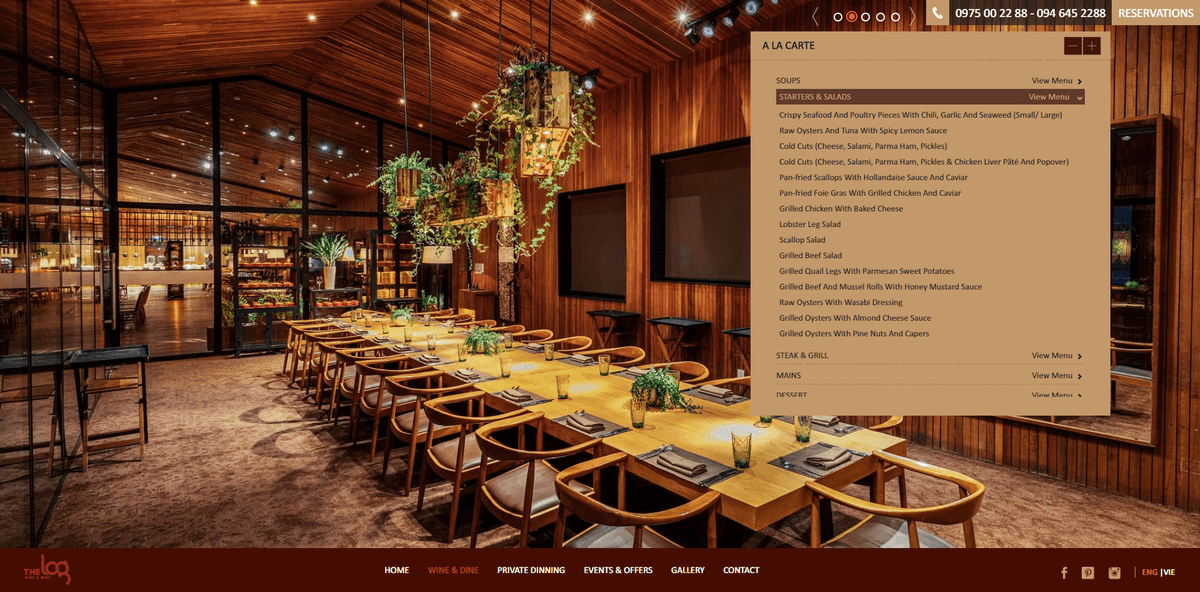 0975 00 22 88 - 094 645 2288
RESERVATIONS
A LA CARTE
SOUPS View Menu
STARTERS & SALADS View Menu
Crispy Seafood And Poultry Pieces With Chili, Garlic And Seaweed (Small/ Large)
Raw Oysters And Tuna With Spicy Lemon Sauce
Cold Cuts (Cheese, Salami, Parma Ham, Pickles)
Cold Cuts (Cheese, Salami, Parma Ham, Pickles & Chicken Liver Pâté And Popover)
Pan-fried Scallops With Hollandaise Sauce And Caviar
Pan-fried Foie Gras With Grilled Chicken And Caviar
Grilled Chicken With Baked Cheese
Lobster Leg Salad
Scallop Salad
Grilled Beef Salad
Grilled Quail Legs With Parmesan Sweet Potatoes
Grilled Beef And Mussel Rolls With Honey Mustard Sauce
Raw Oysters With Wasabi Dressing
Grilled Oysters With Almond Cheese Sauce
Grilled Oysters With Pine Nuts And Capers
STEAK & GRILL View Menu
MAINS View Menu
DESSERT View Menu
THE LOG
WINE & MORE
HOME WINE & DINE PRIVATE DINNING EVENTS & OFFERS GALLERY CONTACT
ENG | VIE